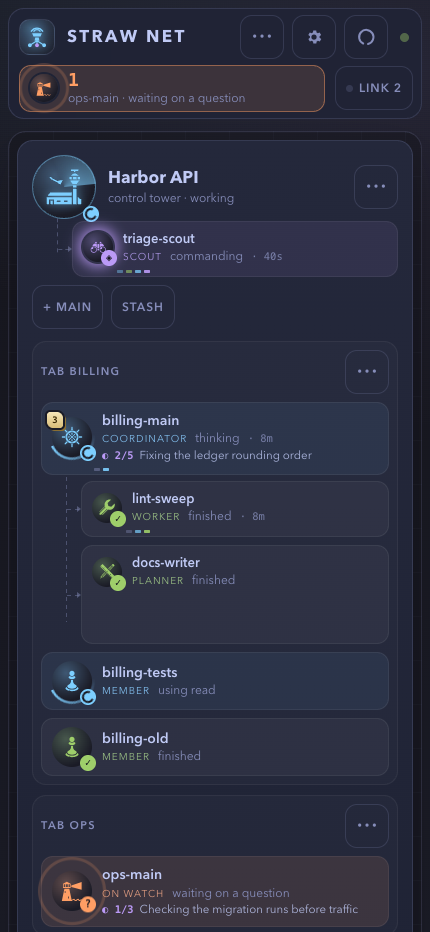 STRAW NET
1
ops-main · waiting on a question
LINK 2
Harbor API
control tower · working
triage-scout
SCOUT commanding · 40s
+ MAIN
STASH
TAB BILLING
3
billing-main
COORDINATOR thinking · 8m
2/5 Fixing the ledger rounding order
lint-sweep
WORKER finished · 8m
docs-writer
PLANNER finished
billing-tests
MEMBER using read
billing-old
MEMBER finished
TAB OPS
ops-main
ON WATCH waiting on a question
?
1/3 Checking the migration runs before traffic